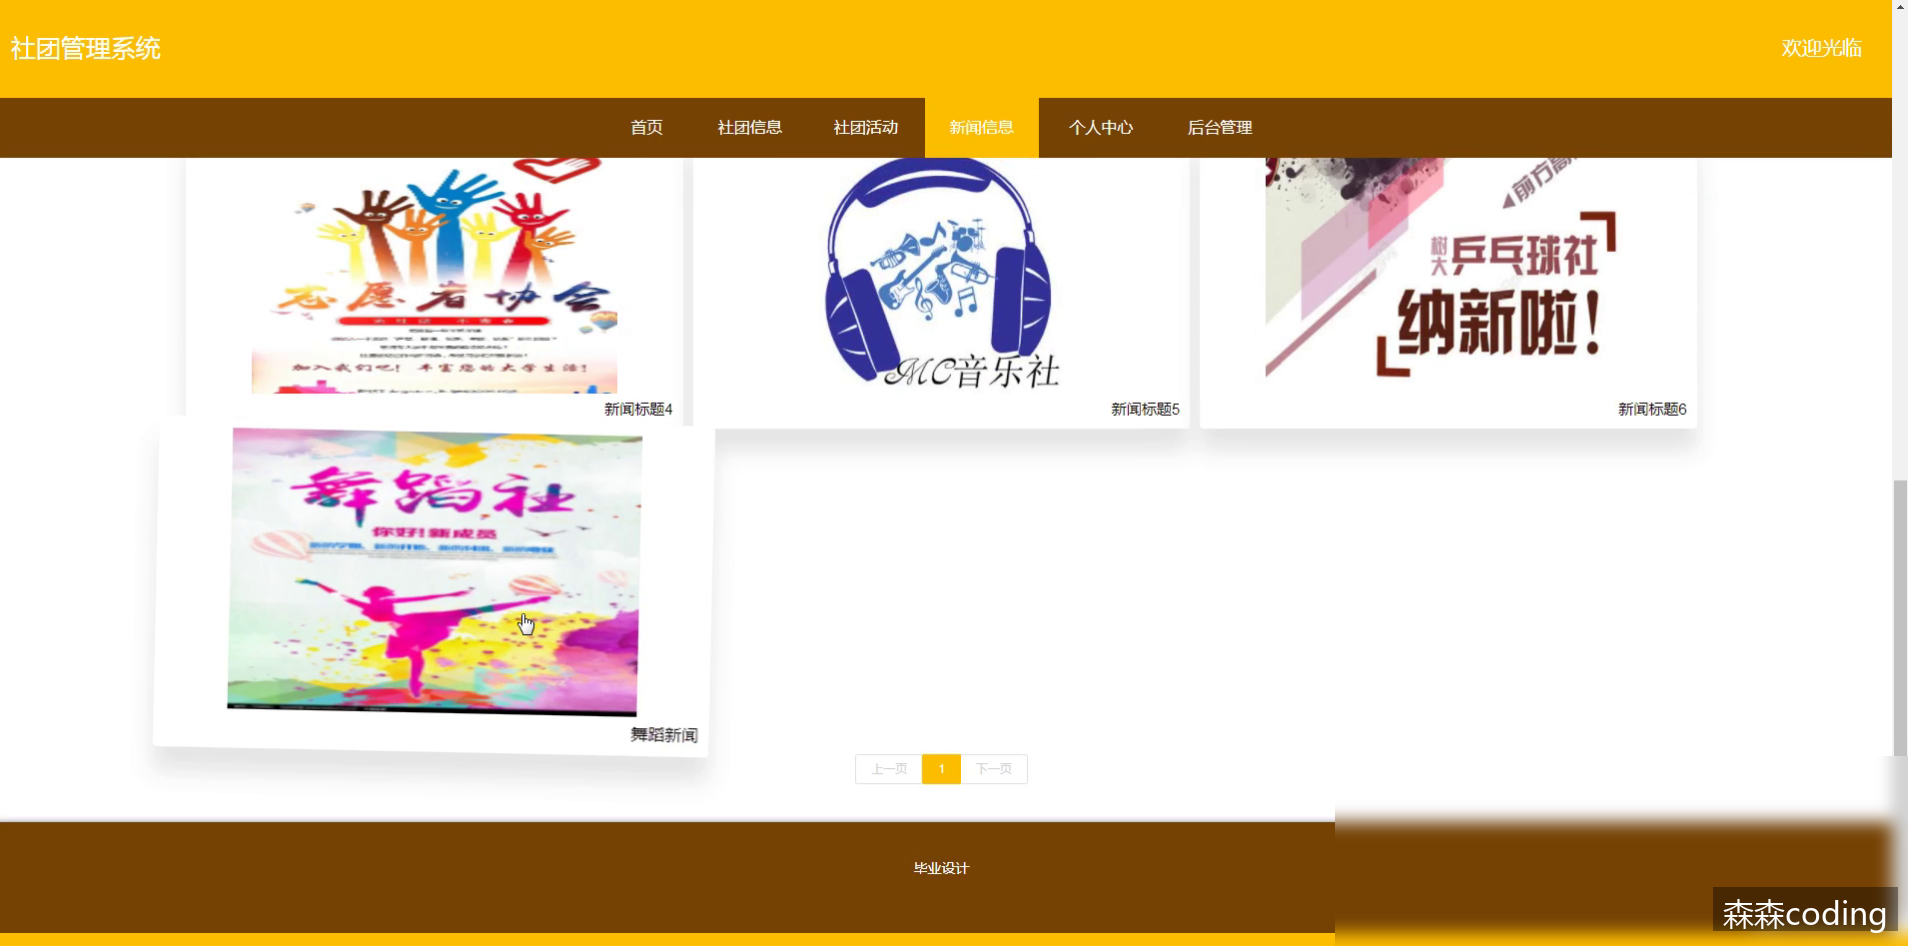 社团管理系统
欢迎光临
首页
社团信息
社团活动
新闻信息
个人中心
后台管理
志愿者协会
加入我们吧！丰富您的大学生活！
新闻标题4
MC音乐社
新闻标题5
前方高
树大乒乓球社
纳新啦！
新闻标题6
舞蹈社
你好！新成员
舞蹈新闻
上一页
1
下一页
毕业设计
森森coding